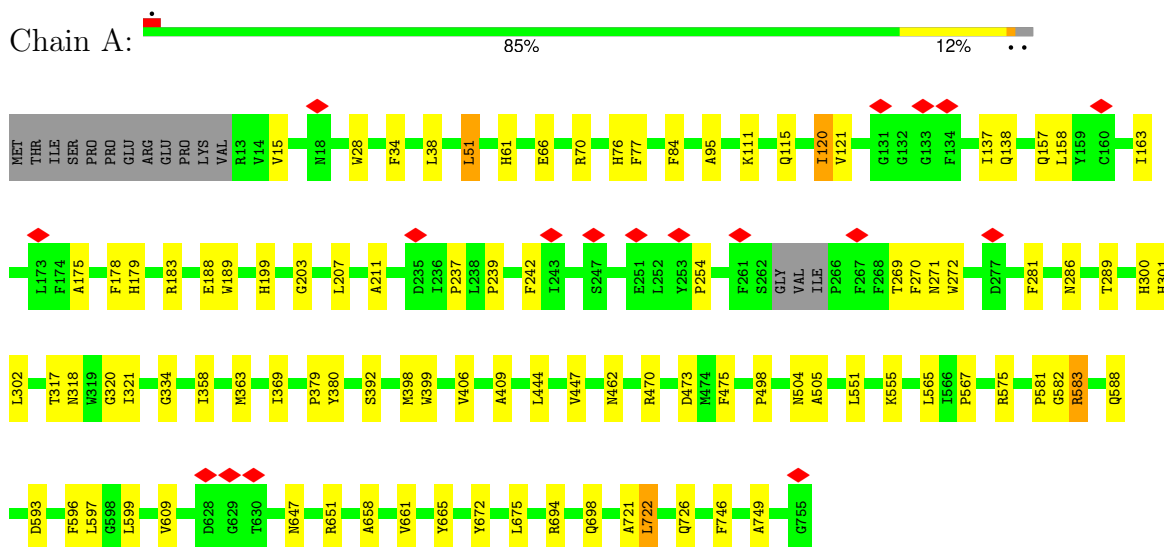 Chain A:
85% 12%
MET THR ILE SER PRO PRO GLU ARG GLU PRO LYS VAL R13 V14 V15 N18 W28 F34 L38 L51 H61 E66 R70 H76 F77 F84 A95 K111 Q115 I120 V121 G131 G132 G133 F134 I137 Q138 Q157 L158 Y159 C160 I163
L173 F174 A175 F178 H179 R183 E188 W189 H199 G203 L207 A211 D235 I236 P237 L238 P239 F242 I243 S247 E251 L252 Y253 P254 F261 S262 GLY VAL ILE P266 F267 F268 T269 F270 N271 W272 D277 F281 N286 T289 H300 H301
L302 T317 N318 W319 G320 I321 G334 I358 M363 I369 P379 Y380 S392 M398 W399 V406 A409 L444 V447 N462 R470 D473 M474 F475 P498 N504 A505 L551 K555 L565 I566 P567 R575 P581 G582 R583 Q588
D593 F596 L597 G598 L599 V609 D628 G629 T630 N647 R651 A658 V661 Y665 Y672 L675 R694 Q698 A721 L722 Q726 F746 A749 G755